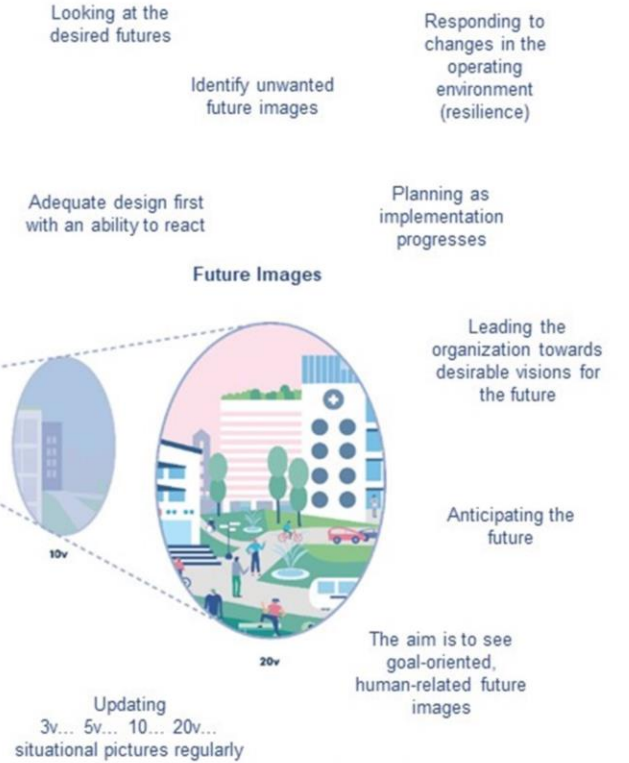 Looking at the
desired futures
Responding to
changes in the
operating
environment
(resilience)
Identify unwanted
future images
Adequate design first
with an ability to react
Planning as
implementation
progresses
Future Images
Leading the
organization towards
desirable visions for
the future
10v
Anticipating the
future
20v
The aim is to see
goal-oriented,
human-related future
images
Updating
3v... 5v... 10... 20v...
situational pictures regularly